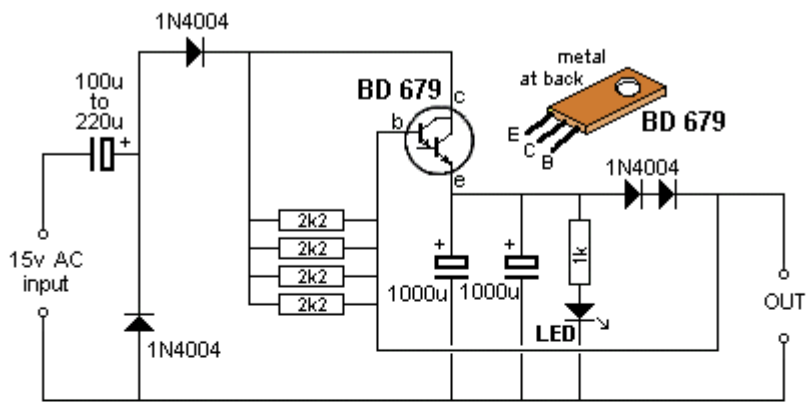 1N4004
100u
to
220u
+
15v AC
input
1N4004
BD 679
c
b
e
metal
at back
E
C
B
BD 679
1N4004
2k2
2k2
2k2
2k2
+
1000u
+
1000u
1k
LED
OUT